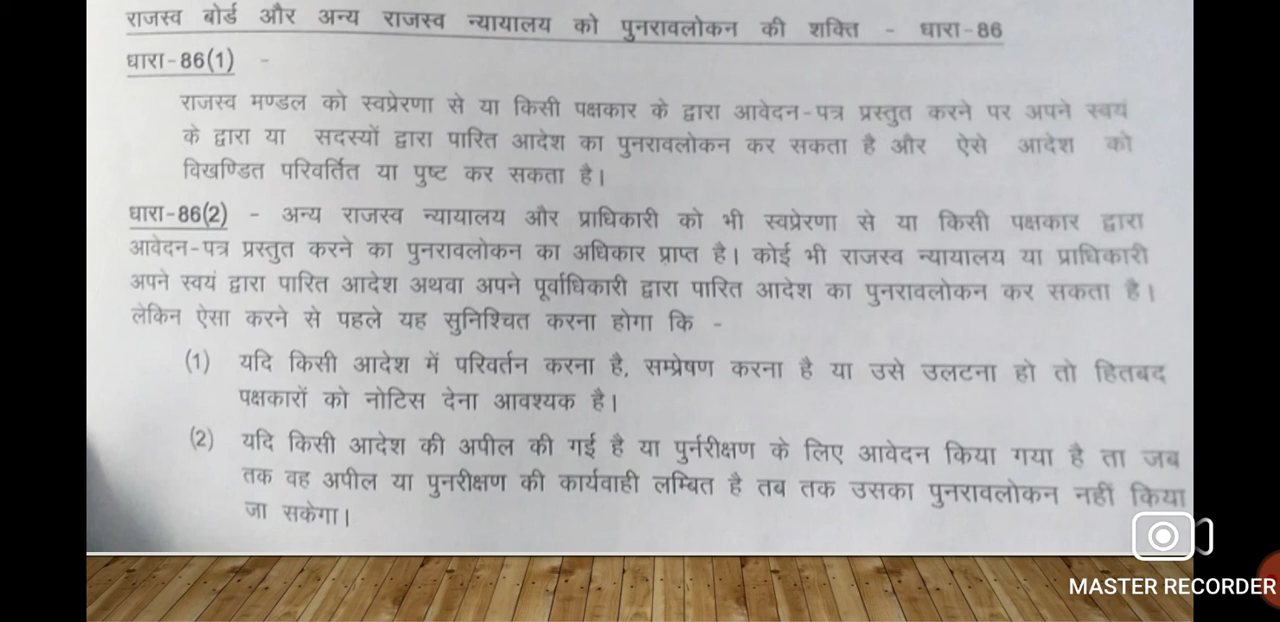 राजस्व बोर्ड और अन्य राजस्व न्यायालय को पुनरावलोकन की शक्ति - धारा-86
धारा-86(1) -
राजस्व मण्डल को स्वप्रेरणा से या किसी पक्षकार के द्वारा आवेदन-पत्र प्रस्तुत करने पर अपने स्वयं
के द्वारा या सदस्यों द्वारा पारित आदेश का पुनरावलोकन कर सकता है और ऐसे आदेश को
विखण्डित परिवर्तित या पुष्ट कर सकता है।
धारा-86(2) - अन्य राजस्व न्यायालय और प्राधिकारी को भी स्वप्रेरणा से या किसी पक्षकार द्वारा
आवेदन-पत्र प्रस्तुत करने का पुनरावलोकन का अधिकार प्राप्त है। कोई भी राजस्व न्यायालय या प्राधिकारी
अपने स्वयं द्वारा पारित आदेश अथवा अपने पूर्वाधिकारी द्वारा पारित आदेश का पुनरावलोकन कर सकता है।
लेकिन ऐसा करने से पहले यह सुनिश्चित करना होगा कि -
(1) यदि किसी आदेश में परिवर्तन करना है, सम्प्रेषण करना है या उसे उलटना हो तो हितबद
पक्षकारों को नोटिस देना आवश्यक है।
(2) यदि किसी आदेश की अपील की गई है या पुर्नरीक्षण के लिए आवेदन किया गया है ता जब
तक वह अपील या पुनरीक्षण की कार्यवाही लम्बित है तब तक उसका पुनरावलोकन नहीं किया
जा सकेगा।
MASTER RECORDER